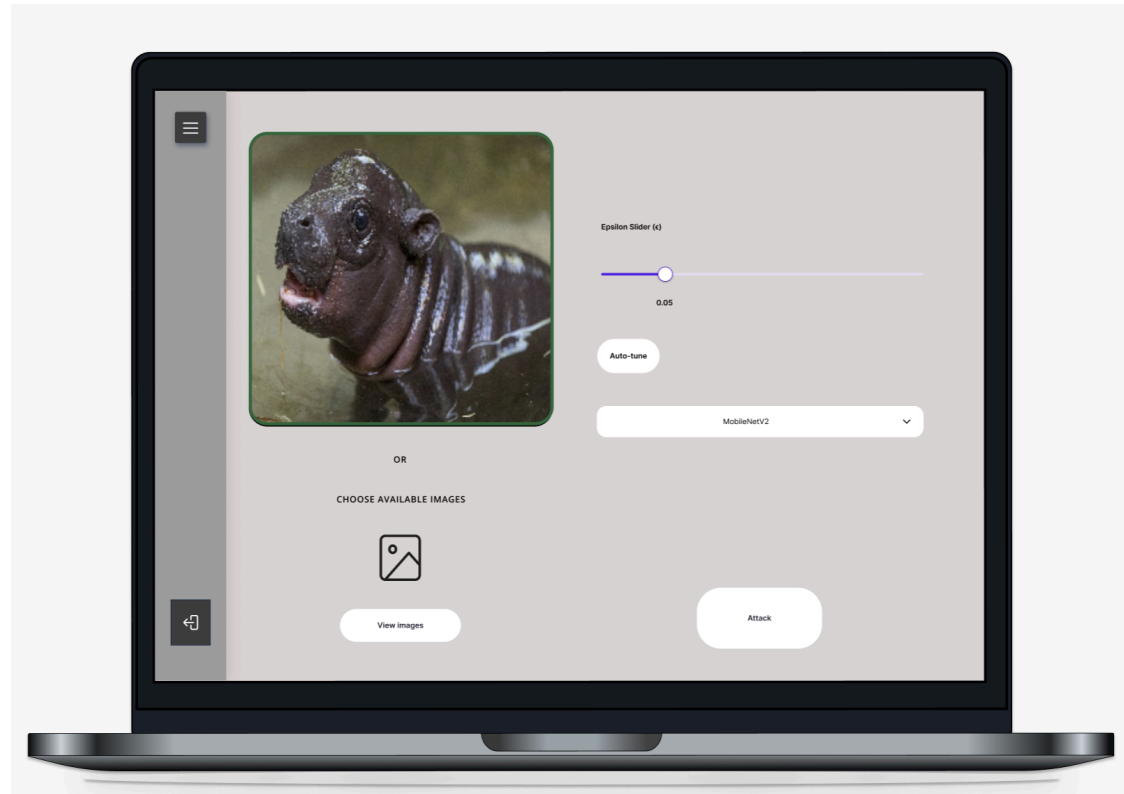 Epsilon Slider (ϵ)
0.05
Auto-tune
MobileNetV2
OR
CHOOSE AVAILABLE IMAGES
View images
Attack